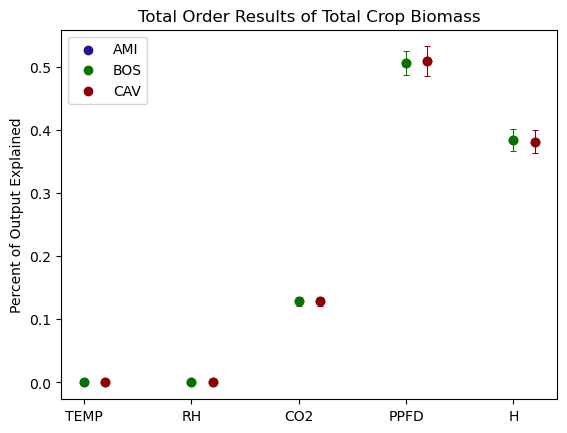 Total Order Results of Total Crop Biomass
AMI
BOS
CAV
Percent of Output Explained
0.5
0.4
0.3
0.2
0.1
0.0
TEMP
RH
CO2
PPFD
H